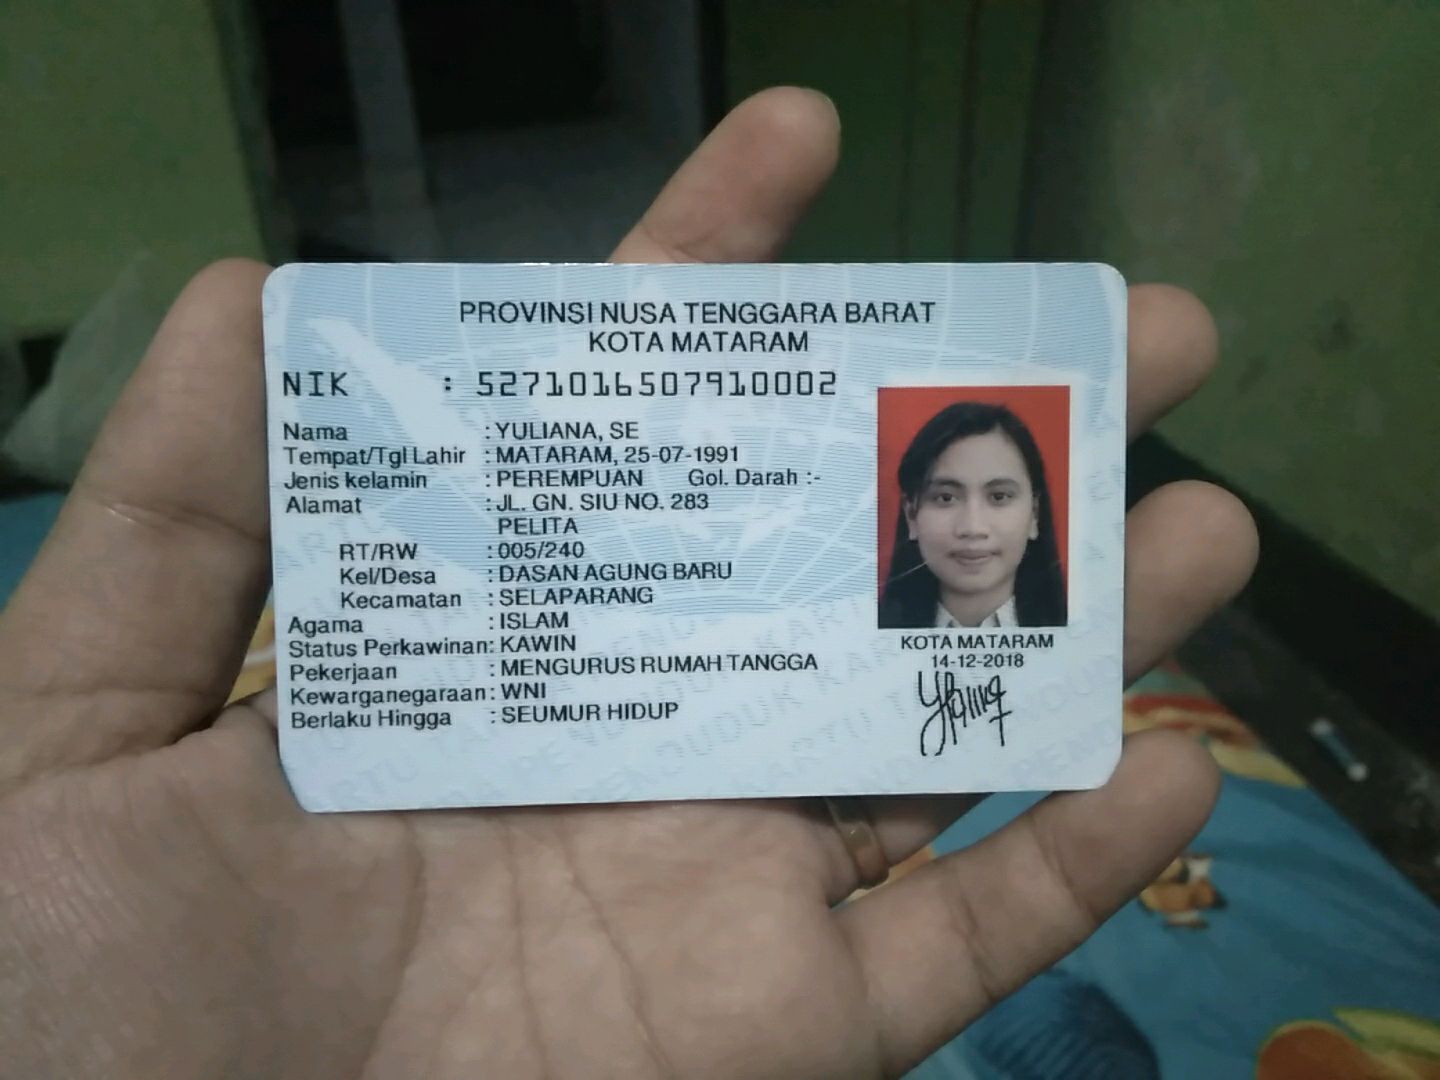 PROVINSI NUSA TENGGARA BARAT
KOTA MATARAM
NIK : 5271016507910002
Nama : YULIANA, SE
Tempat/Tgl Lahir : MATARAM, 25-07-1991
Jenis kelamin : PEREMPUAN Gol. Darah :-
Alamat : JL. GN. SIU NO. 283
PELITA
RT/RW : 005/240
Kel/Desa : DASAN AGUNG BARU
Kecamatan : SELAPARANG
Agama : ISLAM
Status Perkawinan: KAWIN
Pekerjaan : MENGURUS RUMAH TANGGA
Kewarganegaraan: WNI
Berlaku Hingga : SEUMUR HIDUP
KOTA MATARAM
14-12-2018